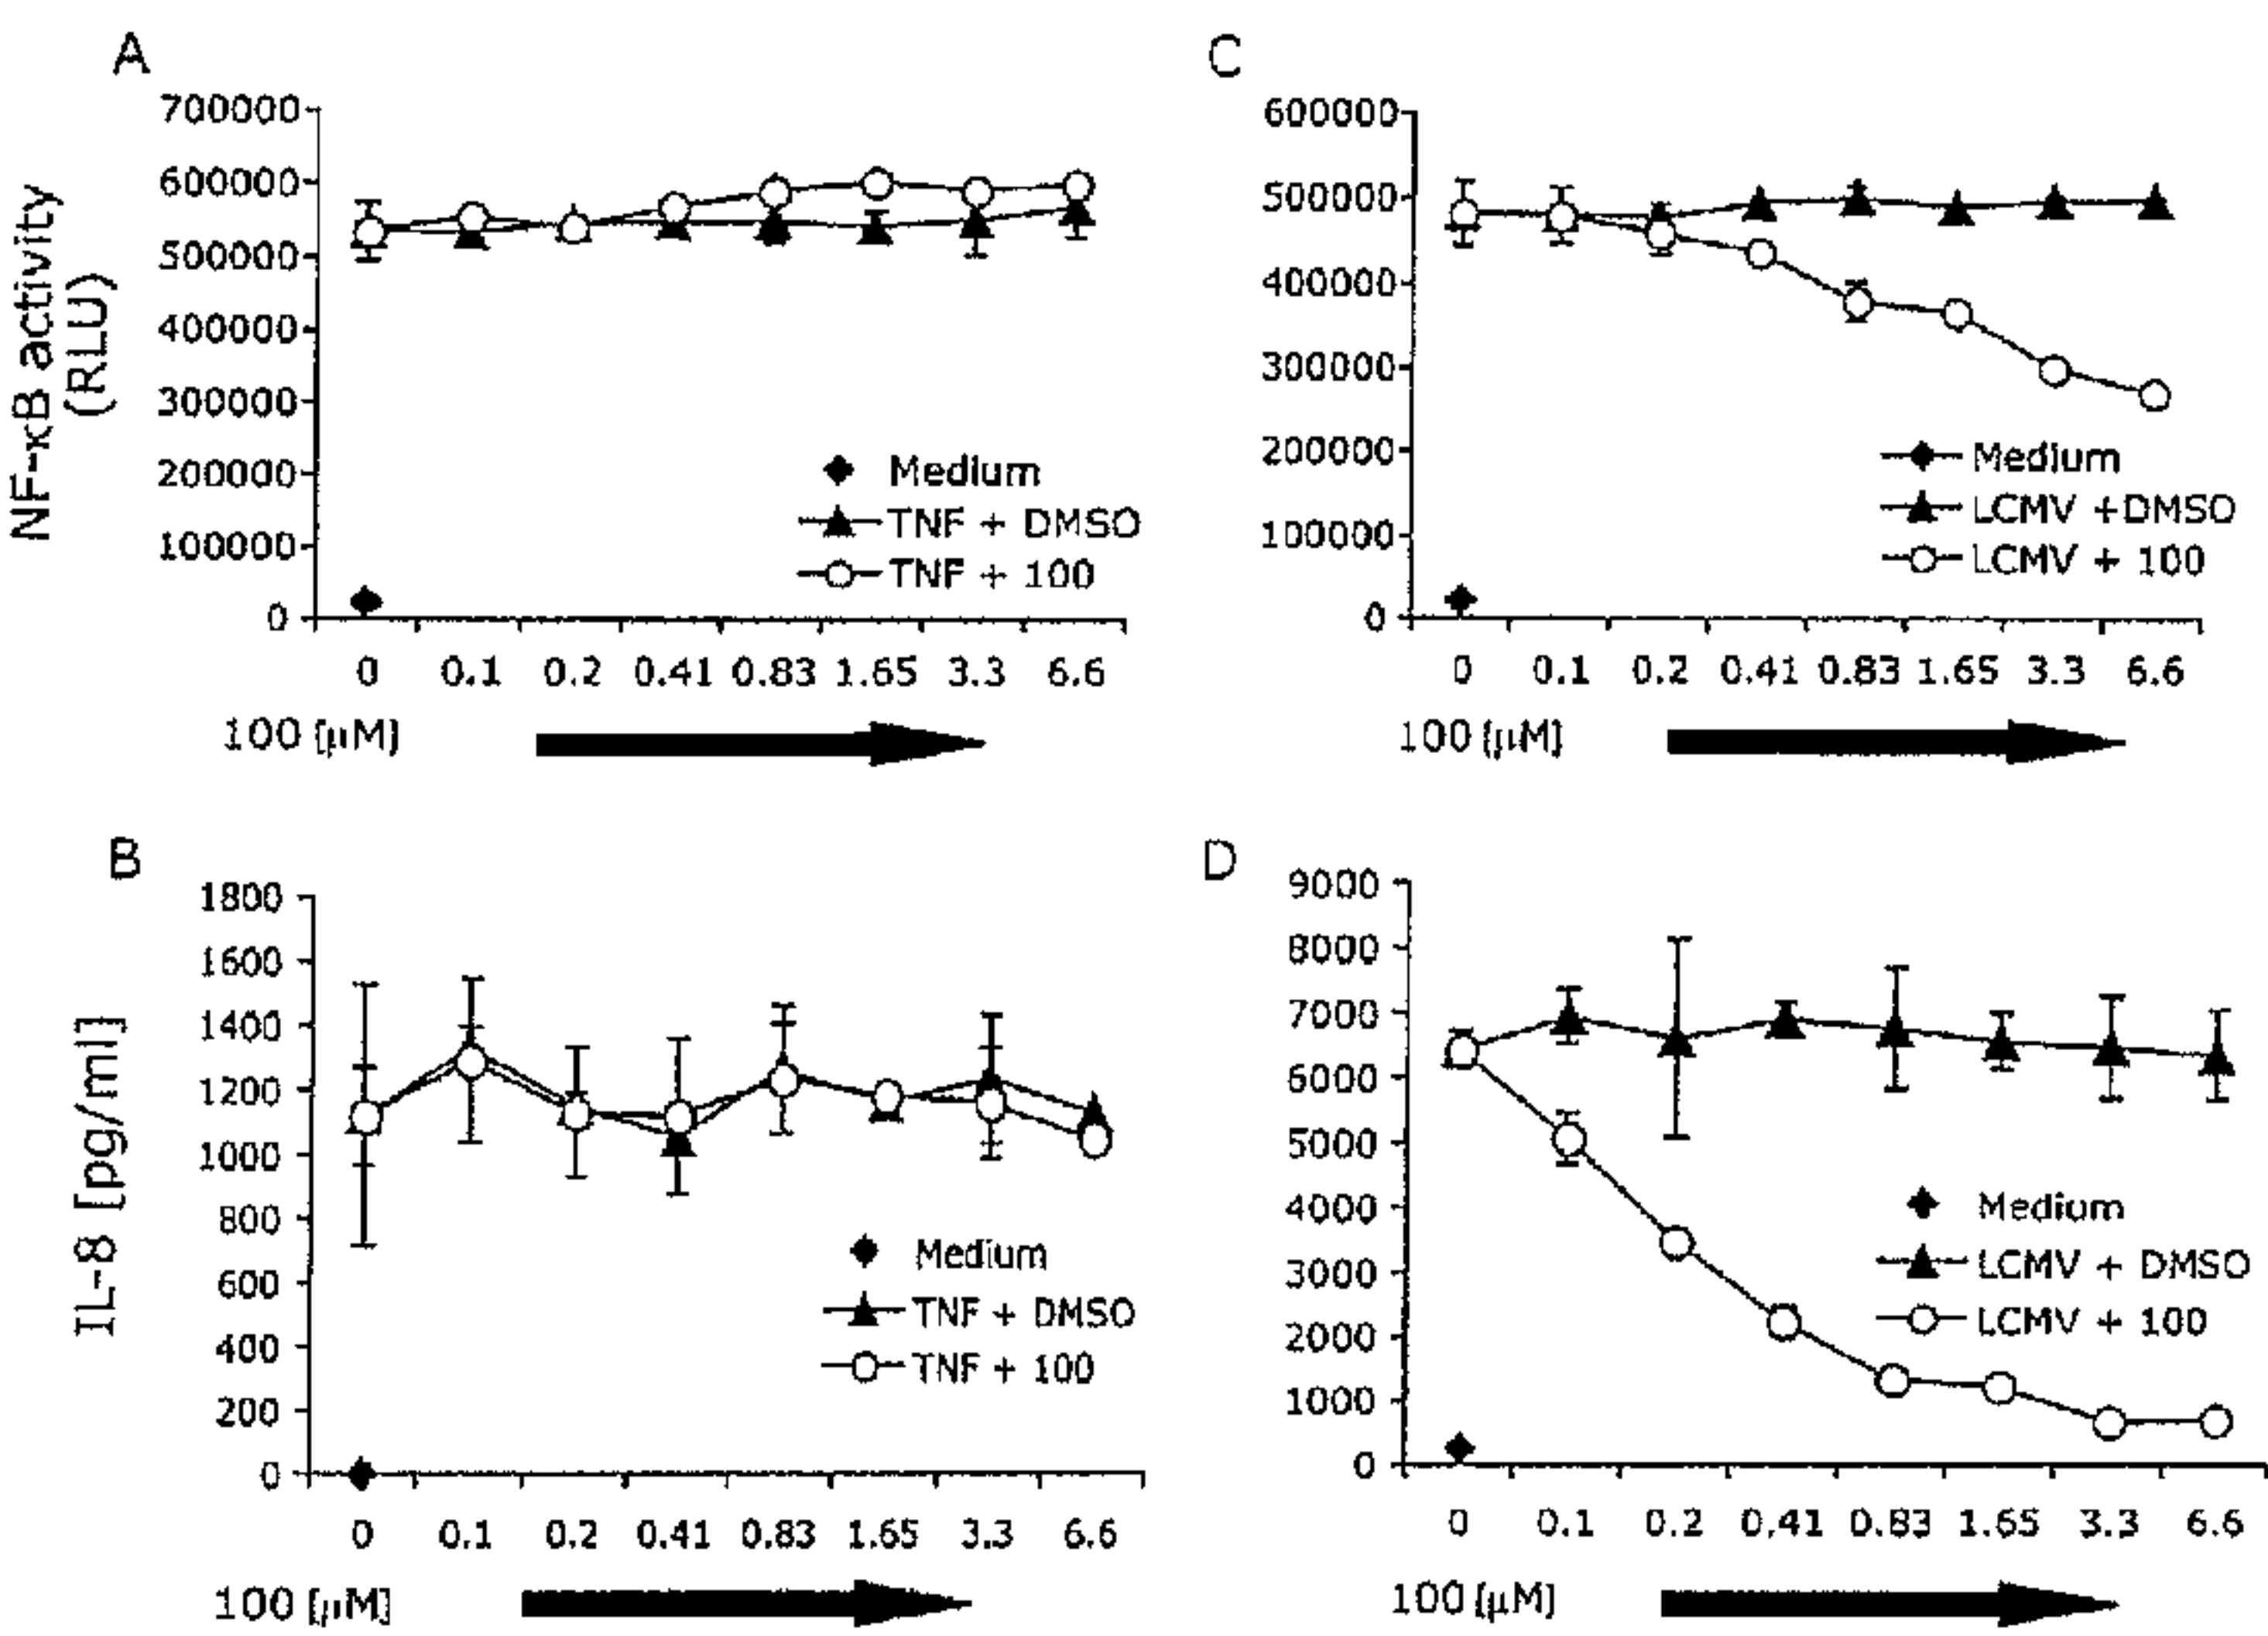 A
NF-κB activity
(RLU)
700000
600000
500000
400000
300000
200000
100000
0
Medium
TNF + DMSO
TNF + 100
0 0.1 0.2 0.41 0.83 1.65 3.3 6.6
100 [μM]
C
600000
500000
400000
300000
200000
100000
0
Medium
LCMV +DMSO
LCMV + 100
0 0.1 0.2 0.41 0.83 1.65 3.3 6.6
100 [μM]
B
IL-8 [pg/ml]
1800
1600
1400
1200
1000
800
600
400
200
0
Medium
TNF + DMSO
TNF + 100
0 0.1 0.2 0.41 0.83 1.65 3.3 6.6
100 [μM]
D
9000
8000
7000
6000
5000
4000
3000
2000
1000
0
Medium
LCMV + DMSO
LCMV + 100
0 0.1 0.2 0.41 0.83 1.65 3.3 6.6
100 [μM]